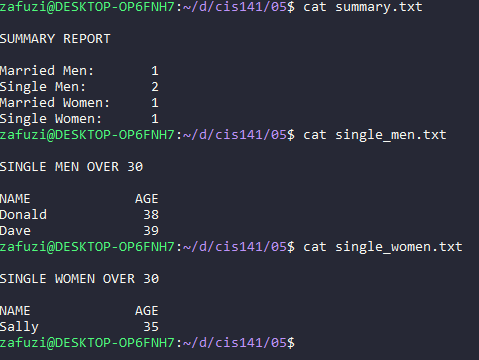 zafuzi@DESKTOP-OP6FNH7:~/d/cis141/05$ cat summary.txt
SUMMARY REPORT
Married Men: 1
Single Men: 2
Married Women: 1
Single Women: 1
zafuzi@DESKTOP-OP6FNH7:~/d/cis141/05$ cat single_men.txt
SINGLE MEN OVER 30
NAME AGE
Donald 38
Dave 39
zafuzi@DESKTOP-OP6FNH7:~/d/cis141/05$ cat single_women.txt
SINGLE WOMEN OVER 30
NAME AGE
Sally 35
zafuzi@DESKTOP-OP6FNH7:~/d/cis141/05$